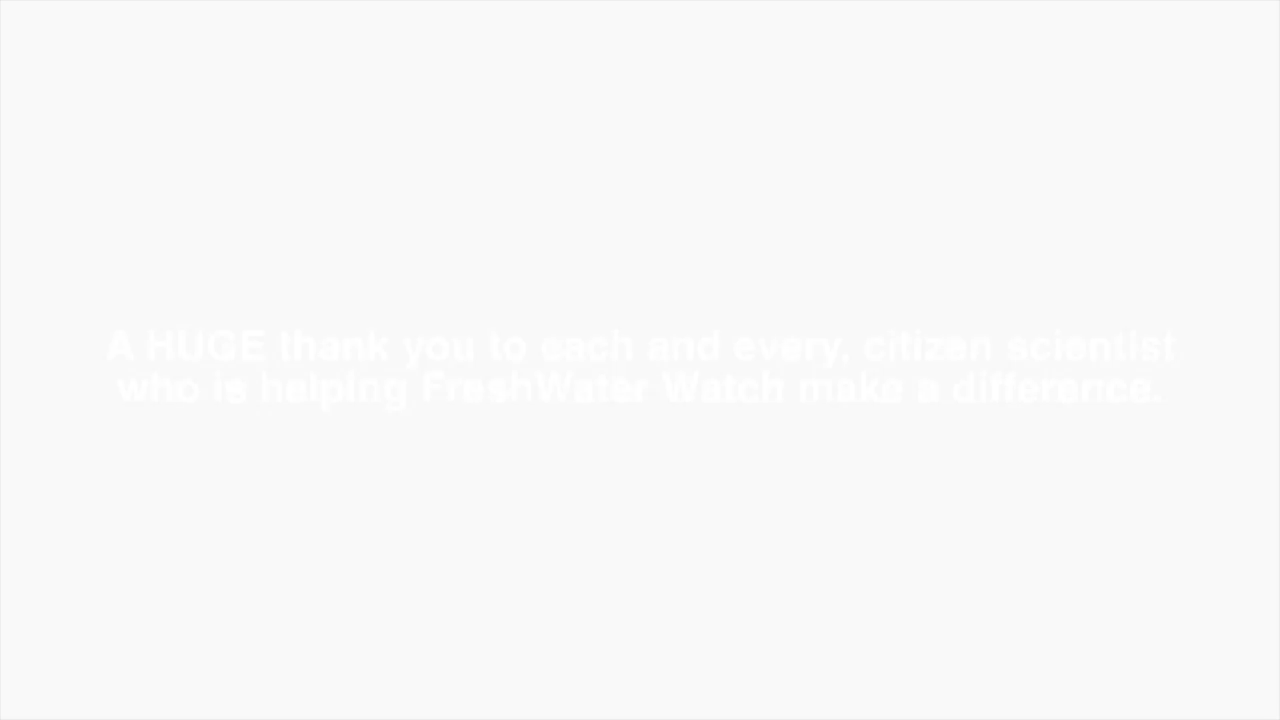 A HUGE thank you to each and every, citizen scientist
who is helping FreshWater Watch make a difference.